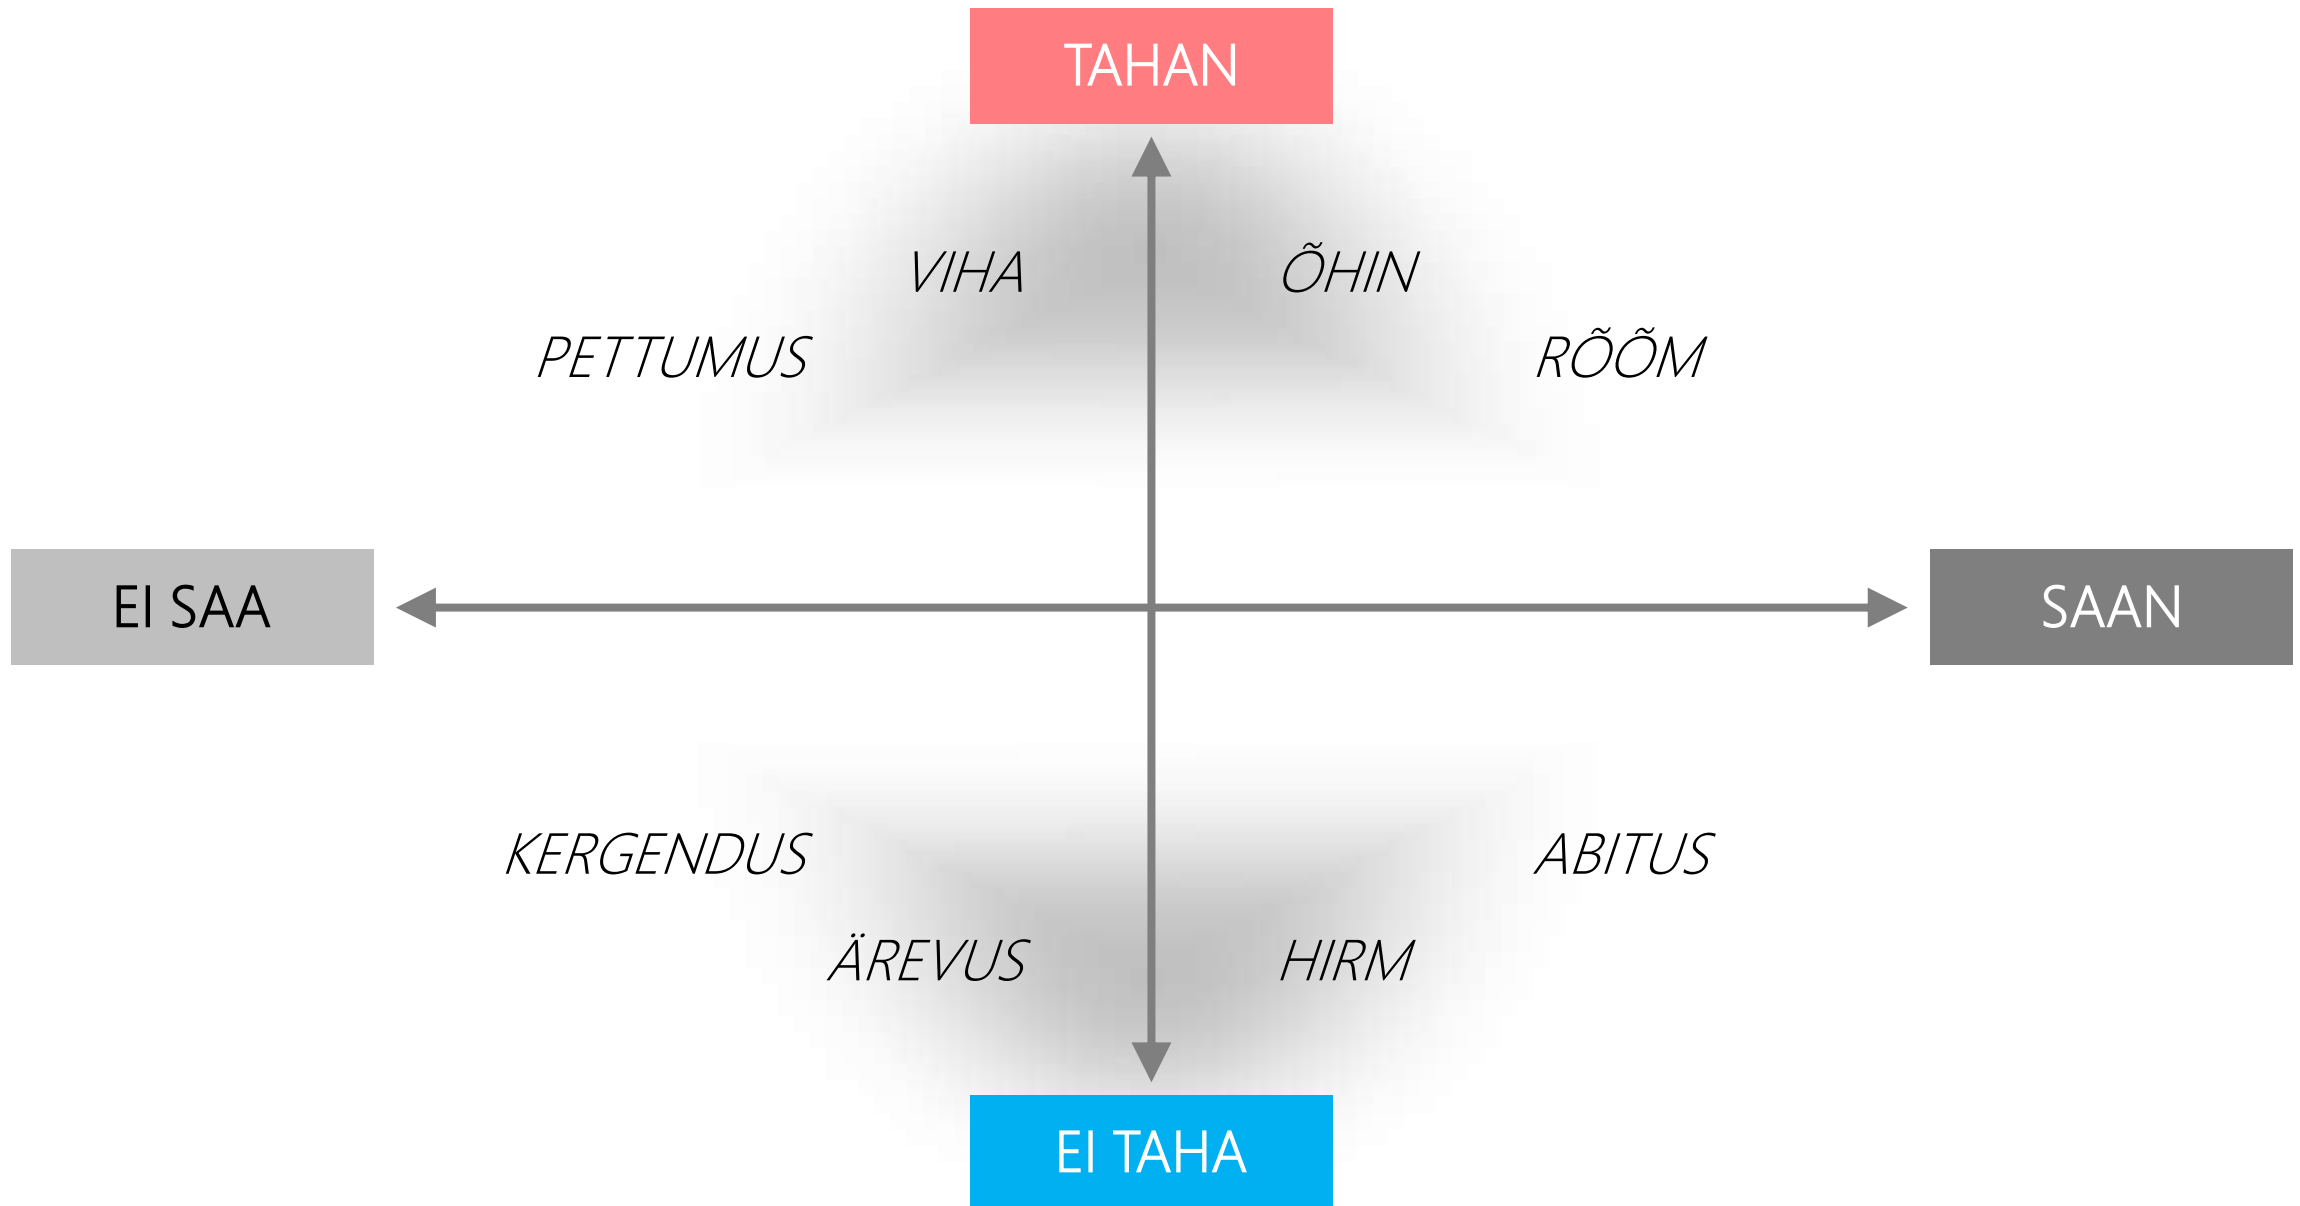 TAHAN
VIHA
ÕHIN
PETTUMUS
RÕÕM
EI SAA
SAAN
KERGENDUS
ABITUS
ÄREVUS
HIRM
EI TAHA